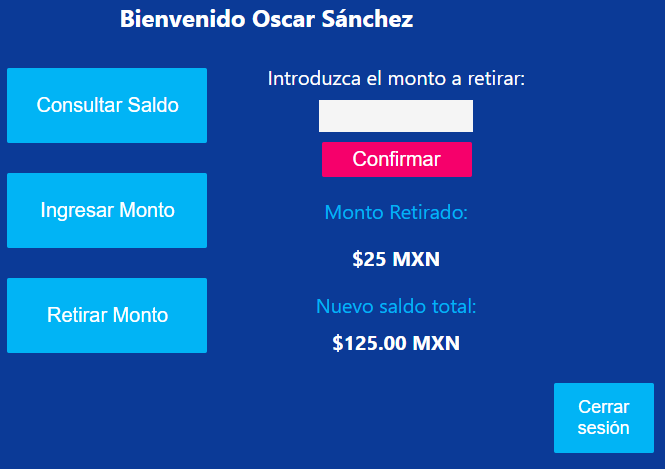 Bienvenido Oscar Sánchez
Consultar Saldo
Ingresar Monto
Retirar Monto
Introduzca el monto a retirar:
Confirmar
Monto Retirado:
$25 MXN
Nuevo saldo total:
$125.00 MXN
Cerrar
sesión